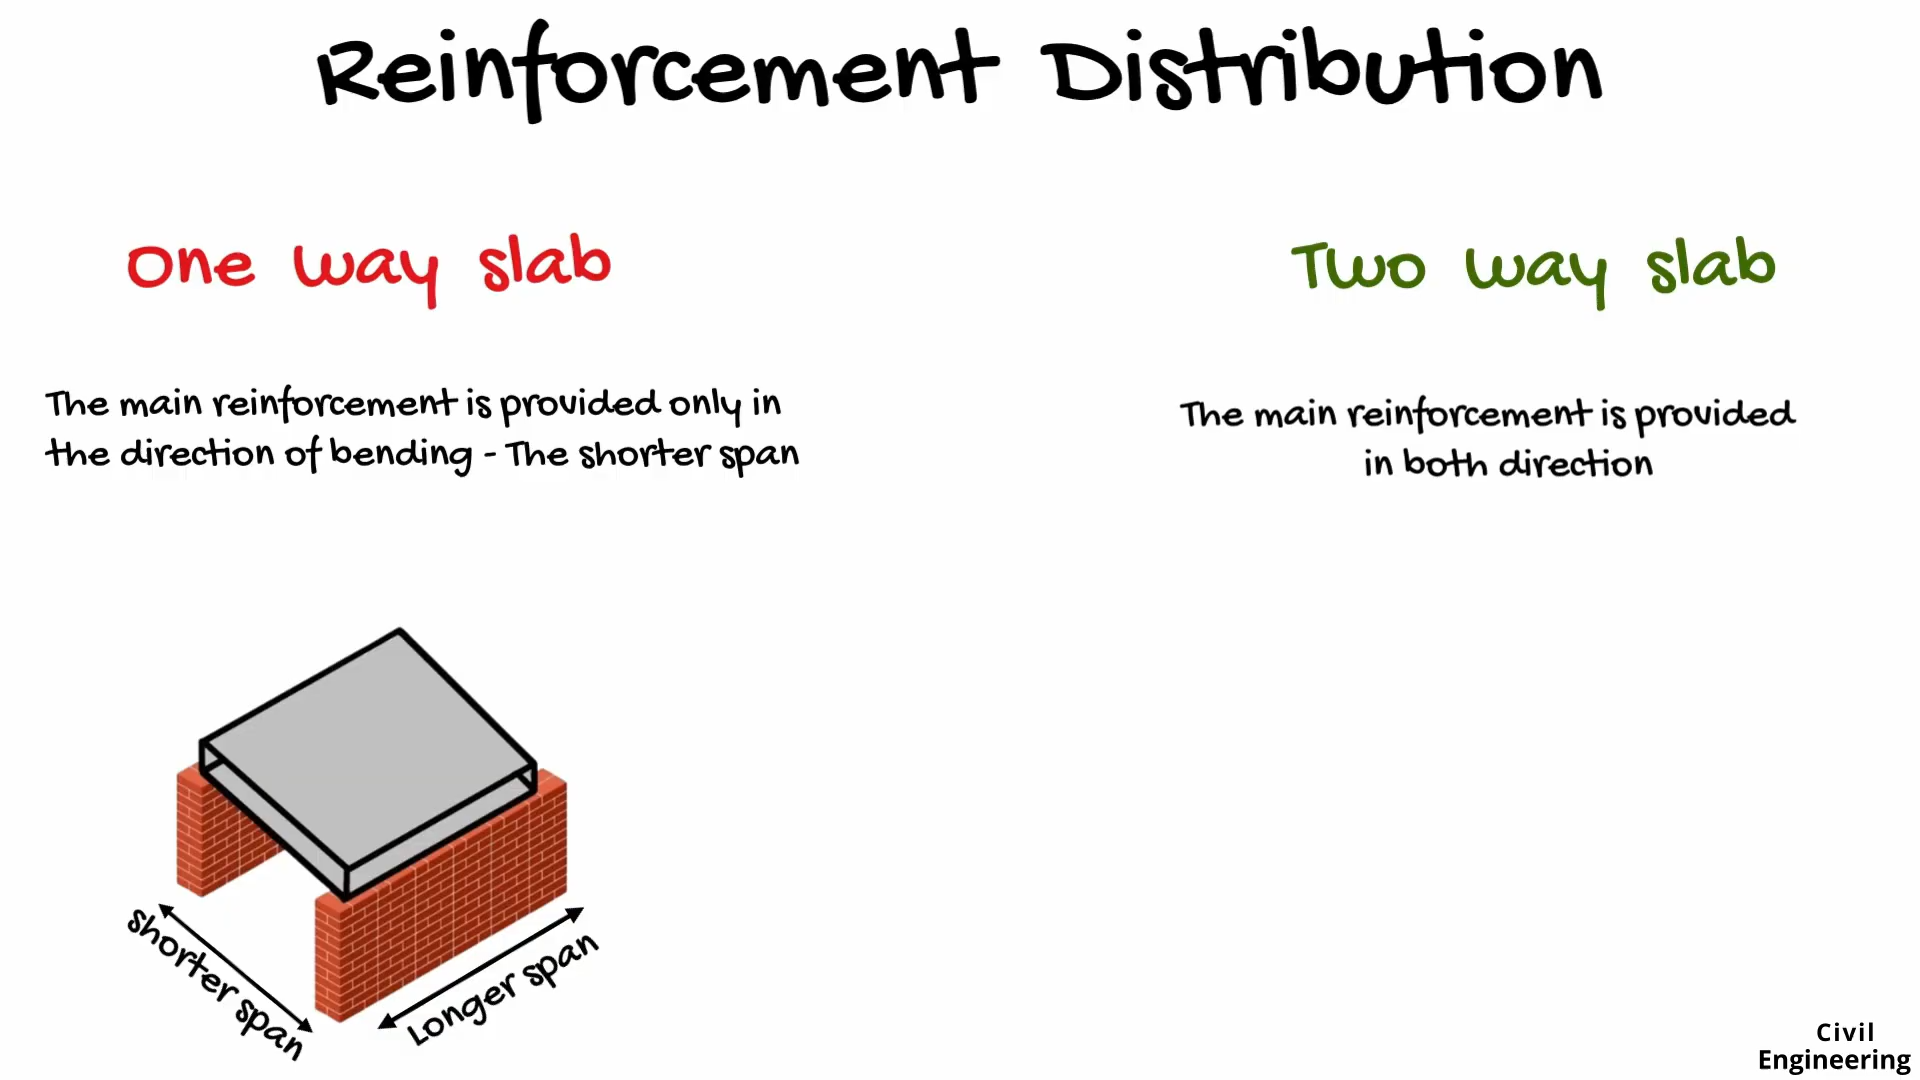 Reinforcement Distribution
One way slab
The main reinforcement is provided only in
the direction of bending - The shorter span
Two way slab
The main reinforcement is provided
in both direction
shorter span
Longer span
Civil
Engineering